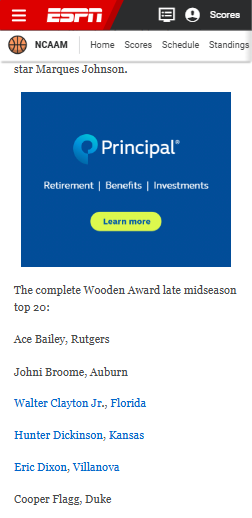 ESPN Scores
NCAAM Home Scores Schedule Standings
star Marques Johnson.
Principal®
Retirement | Benefits | Investments
Learn more
The complete Wooden Award late midseason
top 20:
Ace Bailey, Rutgers
Johni Broome, Auburn
Walter Clayton Jr., Florida
Hunter Dickinson, Kansas
Eric Dixon, Villanova
Cooper Flagg, Duke